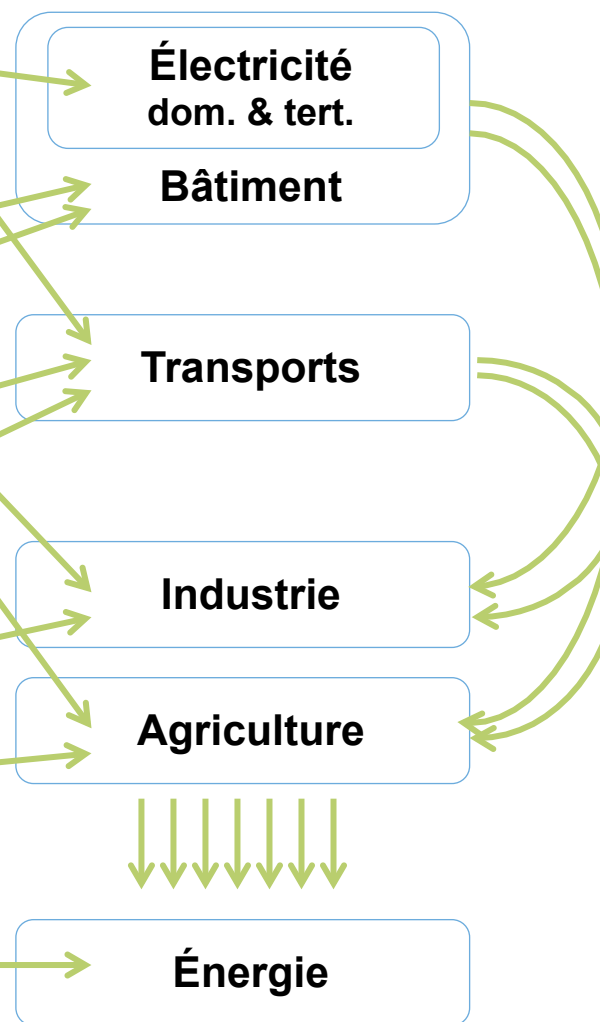 Électricité
dom. & tert.
Bâtiment
Transports
Industrie
Agriculture
Énergie